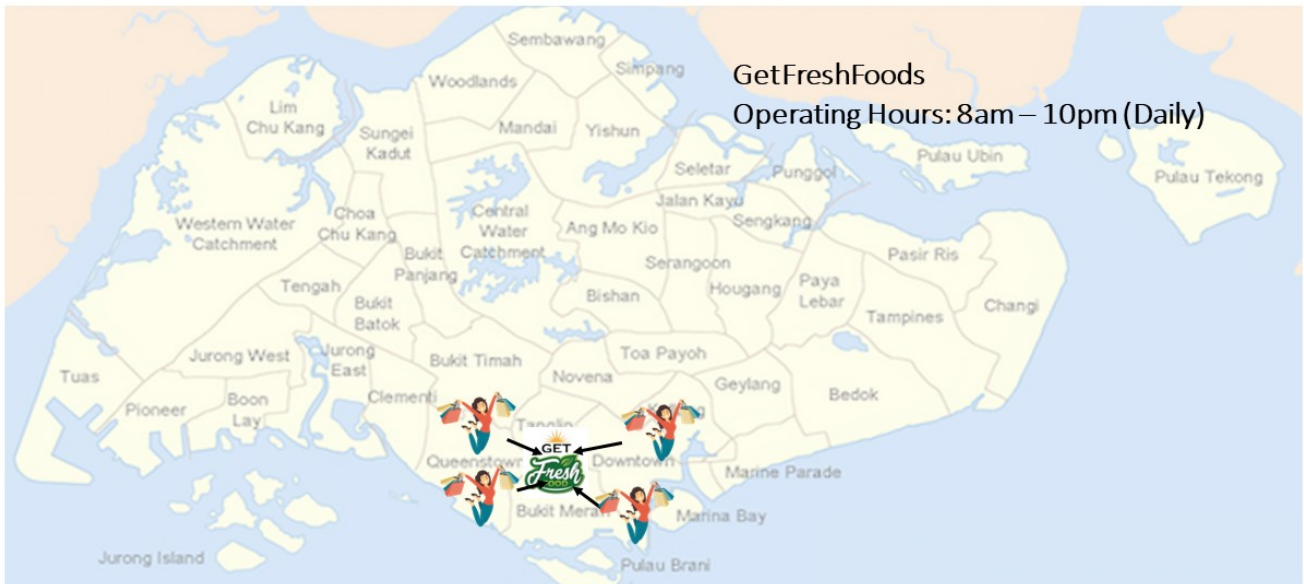 Sembawang
Simpang
Woodlands
GetFreshFoods
Operating Hours: 8am – 10pm (Daily)
Lim
Chu Kang
Sungei
Kadut
Mandai
Yishun
Seletar
Punggol
Pulau Ubin
Pulau Tekong
Western Water
Catchment
Choa
Chu Kang
Central
Water
Catchment
Ang Mo Kio
Jalan Kayu
Sengkang
Bukit
Panjang
Serangoon
Hougang
Paya
Lebar
Pasir Ris
Changi
Tengah
Bukit
Batok
Bishan
Tampines
Jurong West
Jurong
East
Bukit Timah
Toa Payoh
Tuas
Pioneer
Boon
Lay
Clementi
Novena
Geylang
Bedok
Tanglin
Queenstown
GET
Fresh
FOOD
Downtown
Marine Parade
Bukit Merah
Marina Bay
Jurong Island
Pulau Brani